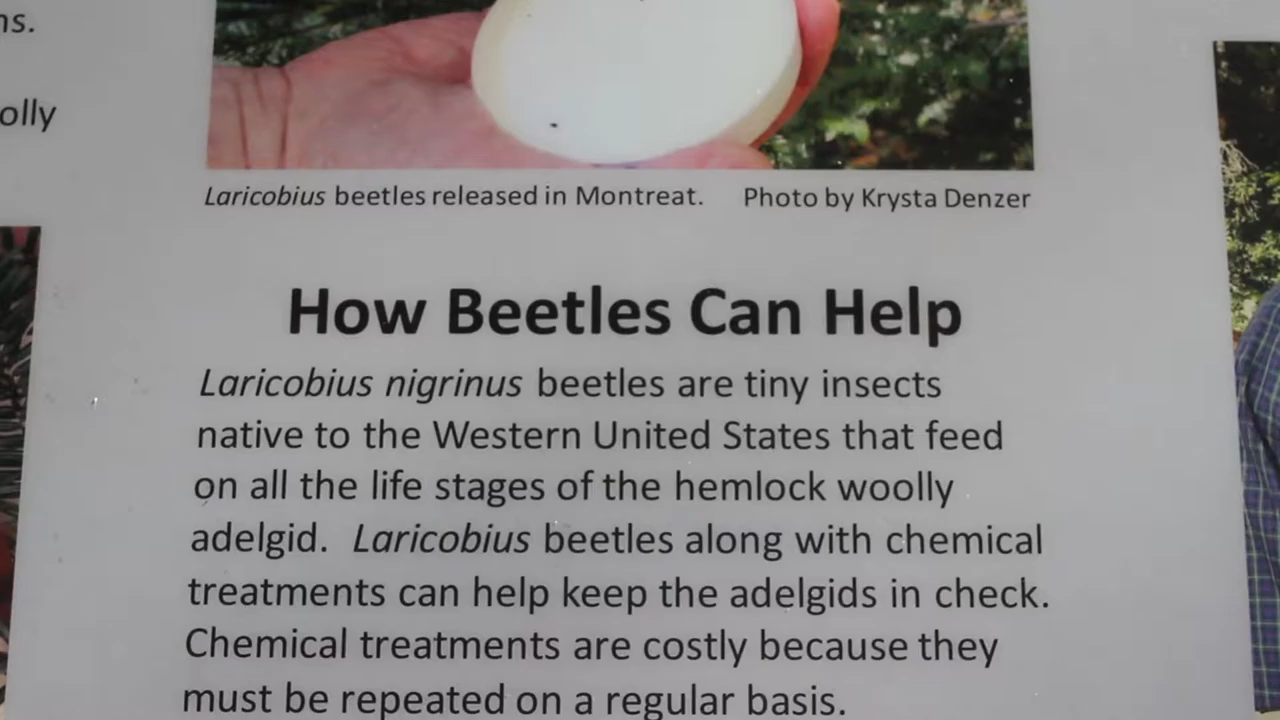 Laricobius beetles released in Montreat. Photo by Krysta Denzer
How Beetles Can Help
Laricobius nigrinus beetles are tiny insects
native to the Western United States that feed
on all the life stages of the hemlock woolly
adelgid. Laricobius beetles along with chemical
treatments can help keep the adelgids in check.
Chemical treatments are costly because they
must be repeated on a regular basis.